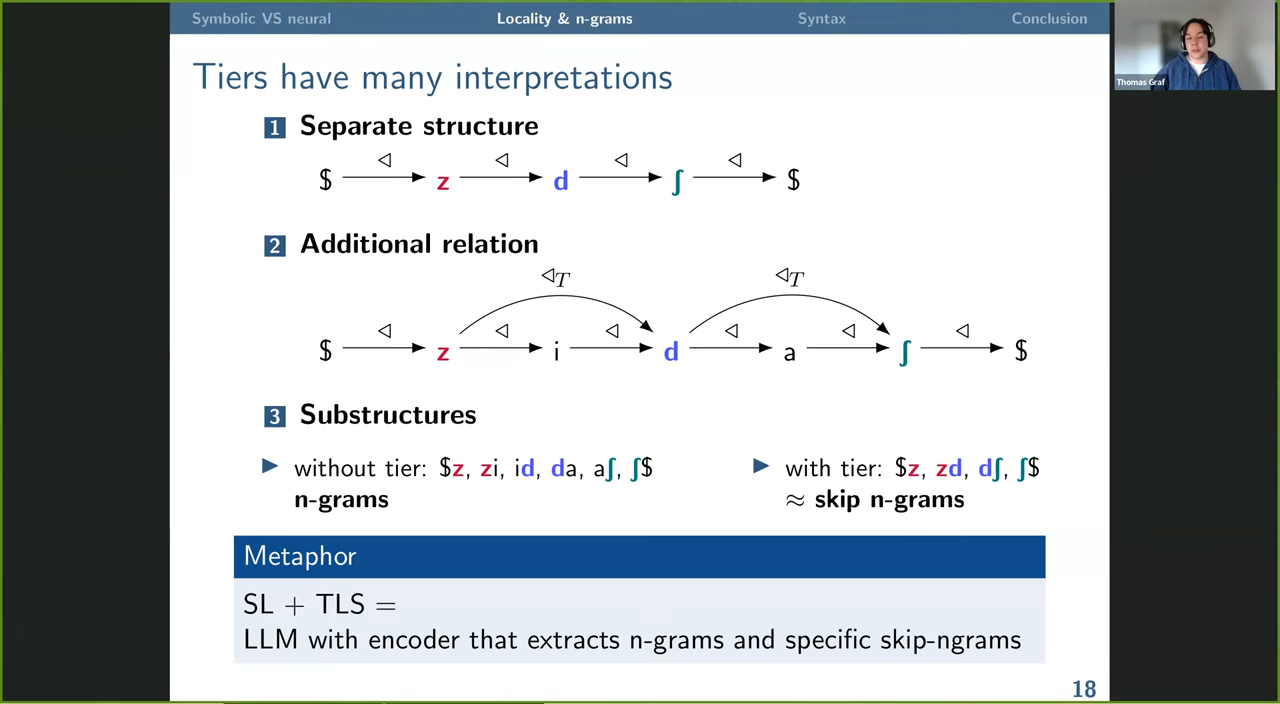 Symbolic VS neural Locality & n-grams Syntax Conclusion
Thomas Graf
Tiers have many interpretations
1 Separate structure
◁ ◁ ◁ ◁
$ z d ʃ $
2 Additional relation
◁T ◁T
◁ ◁ ◁ ◁ ◁ ◁
$ z i d a ʃ $
3 Substructures
▶ without tier: $z, zi, id, da, aʃ, ʃ$
n-grams
▶ with tier: $z, zd, dʃ, ʃ$
≈ skip n-grams
Metaphor
SL + TLS =
LLM with encoder that extracts n-grams and specific skip-ngrams
18